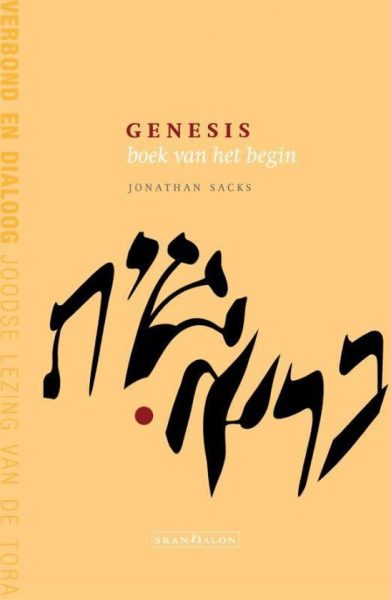 VERBOND EN DIALOOG JOODSE LEZING VAN DE TORA
GENESIS
boek van het begin
JONATHAN SACKS
בראשית
SKANDALON